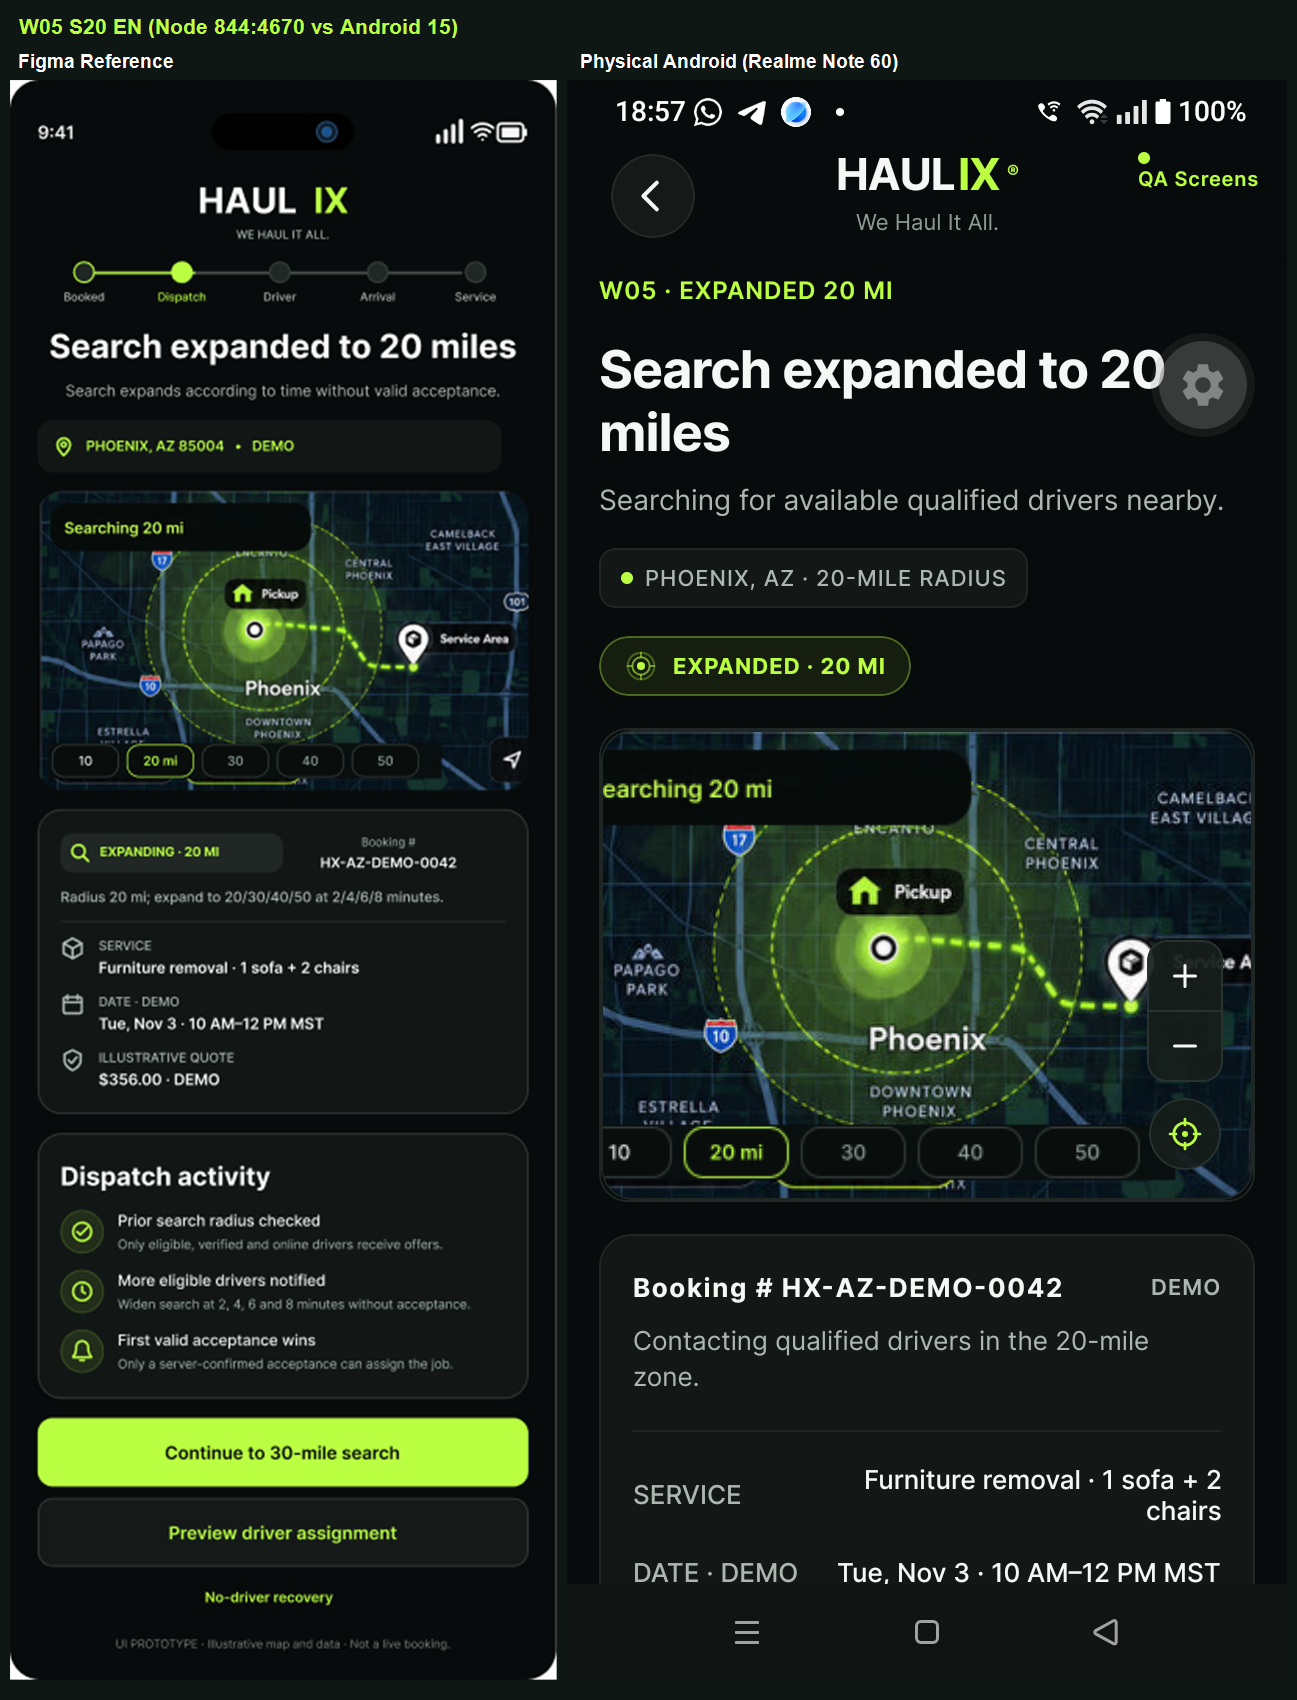 W05 S20 EN (Node 844:4670 vs Android 15)
Figma Reference
9:41
HAUL IX
WE HAUL IT ALL.
Booked
Dispatch
Driver
Arrival
Service
Search expanded to 20 miles
Search expands according to time without valid acceptance.
PHOENIX, AZ 85004 • DEMO
Searching 20 mi
CAMELBACK
EAST VILLAGE
ENCANTO
17
CENTRAL
PHOENIX
Pickup
101
PAPAGO
PARK
Service Area
10
Phoenix
DOWNTOWN
PHOENIX
ESTRELLA
VILLAGE
10
20 mi
30
40
50
EXPANDING · 20 MI
Booking #
HX-AZ-DEMO-0042
Radius 20 mi; expand to 20/30/40/50 at 2/4/6/8 minutes.
SERVICE
Furniture removal · 1 sofa + 2 chairs
DATE · DEMO
Tue, Nov 3 · 10 AM–12 PM MST
ILLUSTRATIVE QUOTE
$356.00 · DEMO
Dispatch activity
Prior search radius checked
Only eligible, verified and online drivers receive offers.
More eligible drivers notified
Widen search at 2, 4, 6 and 8 minutes without acceptance.
First valid acceptance wins
Only a server-confirmed acceptance can assign the job.
Continue to 30-mile search
Preview driver assignment
No-driver recovery
UI PROTOTYPE · Illustrative map and data · Not a live booking.
Physical Android (Realme Note 60)
18:57
100%
HAULIX ®
We Haul It All.
QA Screens
W05 · EXPANDED 20 MI
Search expanded to 20
miles
Searching for available qualified drivers nearby.
PHOENIX, AZ · 20-MILE RADIUS
EXPANDED · 20 MI
earching 20 mi
CAMELBAC
EAST VILLAG
ENCANTO
17
CENTRAL
PHOENIX
Pickup
PAPAGO
PARK
10
Phoenix
DOWNTOWN
PHOENIX
ESTRELLA
VILLAGE
10
20 mi
30
40
50
Booking # HX-AZ-DEMO-0042
DEMO
Contacting qualified drivers in the 20-mile
zone.
SERVICE
Furniture removal · 1 sofa + 2
chairs
DATE · DEMO
Tue, Nov 3 · 10 AM–12 PM MST